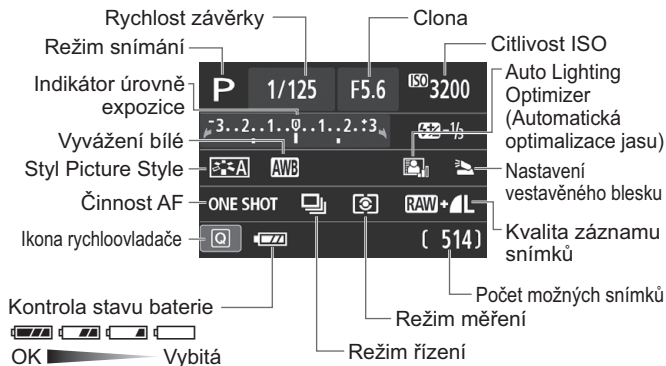 Rychlost závěrky
Clona
Režim snímání
Citlivost ISO
Indikátor úrovně
expozice
Auto Lighting
Optimizer
(Automatická
optimalizace jasu)
P 1/125 F5.6 ISO 3200
-3..2..1..0..1..2.+3 -1/3
Vyvážení bílé
Styl Picture Style
A AWB
Nastavení
vestavěného blesku
Činnost AF
ONE SHOT RAW+L
Ikona rychloovladače
Kvalita záznamu
snímků
Q ( 514)
Kontrola stavu baterie
Počet možných snímků
Režim měření
OK Vybitá
Režim řízení